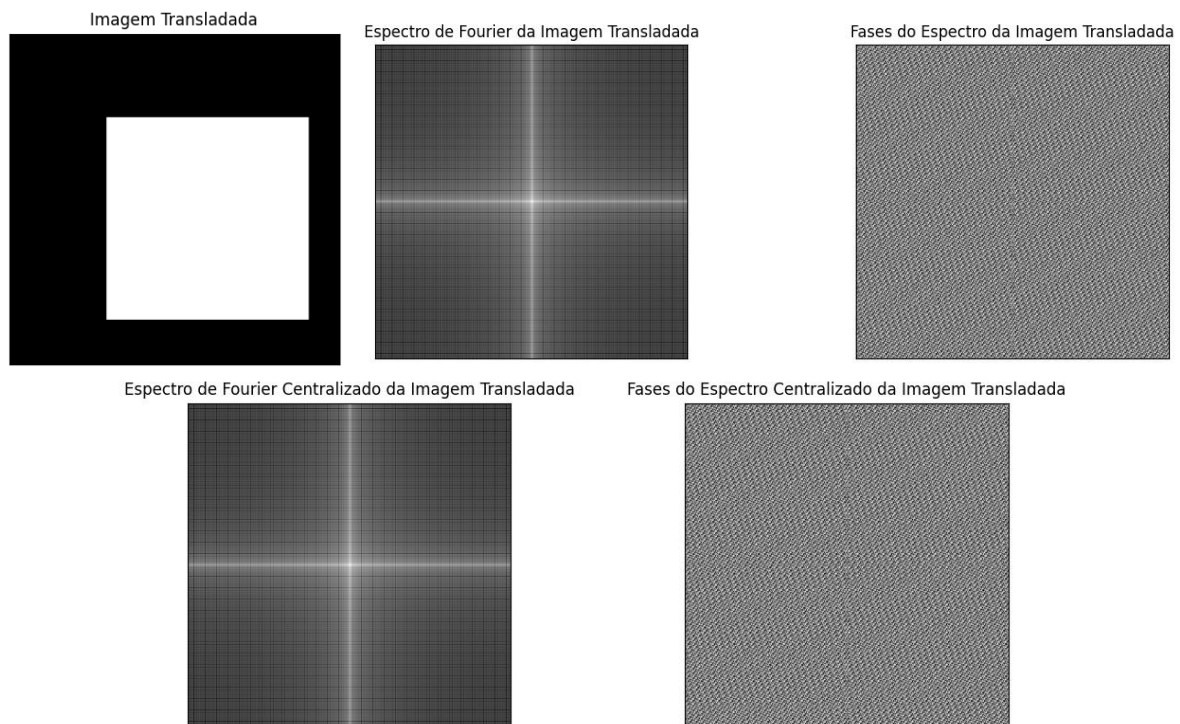 Imagem Transladada
Espectro de Fourier da Imagem Transladada
Fases do Espectro da Imagem Transladada
Espectro de Fourier Centralizado da Imagem Transladada
Fases do Espectro Centralizado da Imagem Transladada